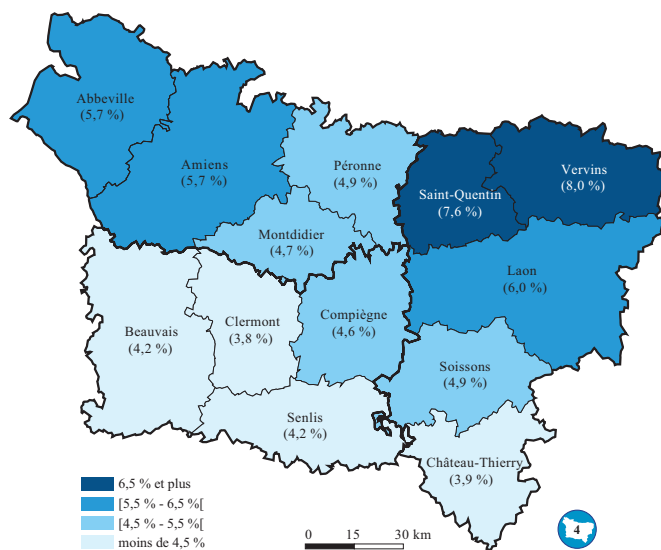 Abbeville
(5,7 %)
Amiens
(5,7 %)
Péronne
(4,9 %)
Saint-Quentin
(7,6 %)
Vervins
(8,0 %)
Montdidier
(4,7 %)
Laon
(6,0 %)
Beauvais
(4,2 %)
Clermont
(3,8 %)
Compiègne
(4,6 %)
Soissons
(4,9 %)
Senlis
(4,2 %)
Château-Thierry
(3,9 %)
6,5 % et plus
[5,5 % - 6,5 %[
[4,5 % - 5,5 %[
moins de 4,5 %
0 15 30 km
4